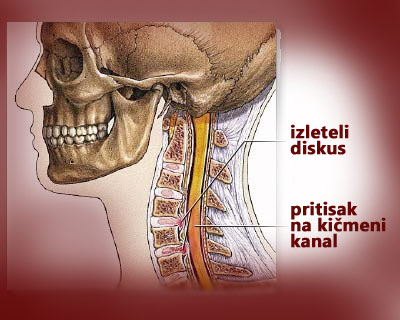 izleteli
diskus
pritisak
na kičmeni
kanal